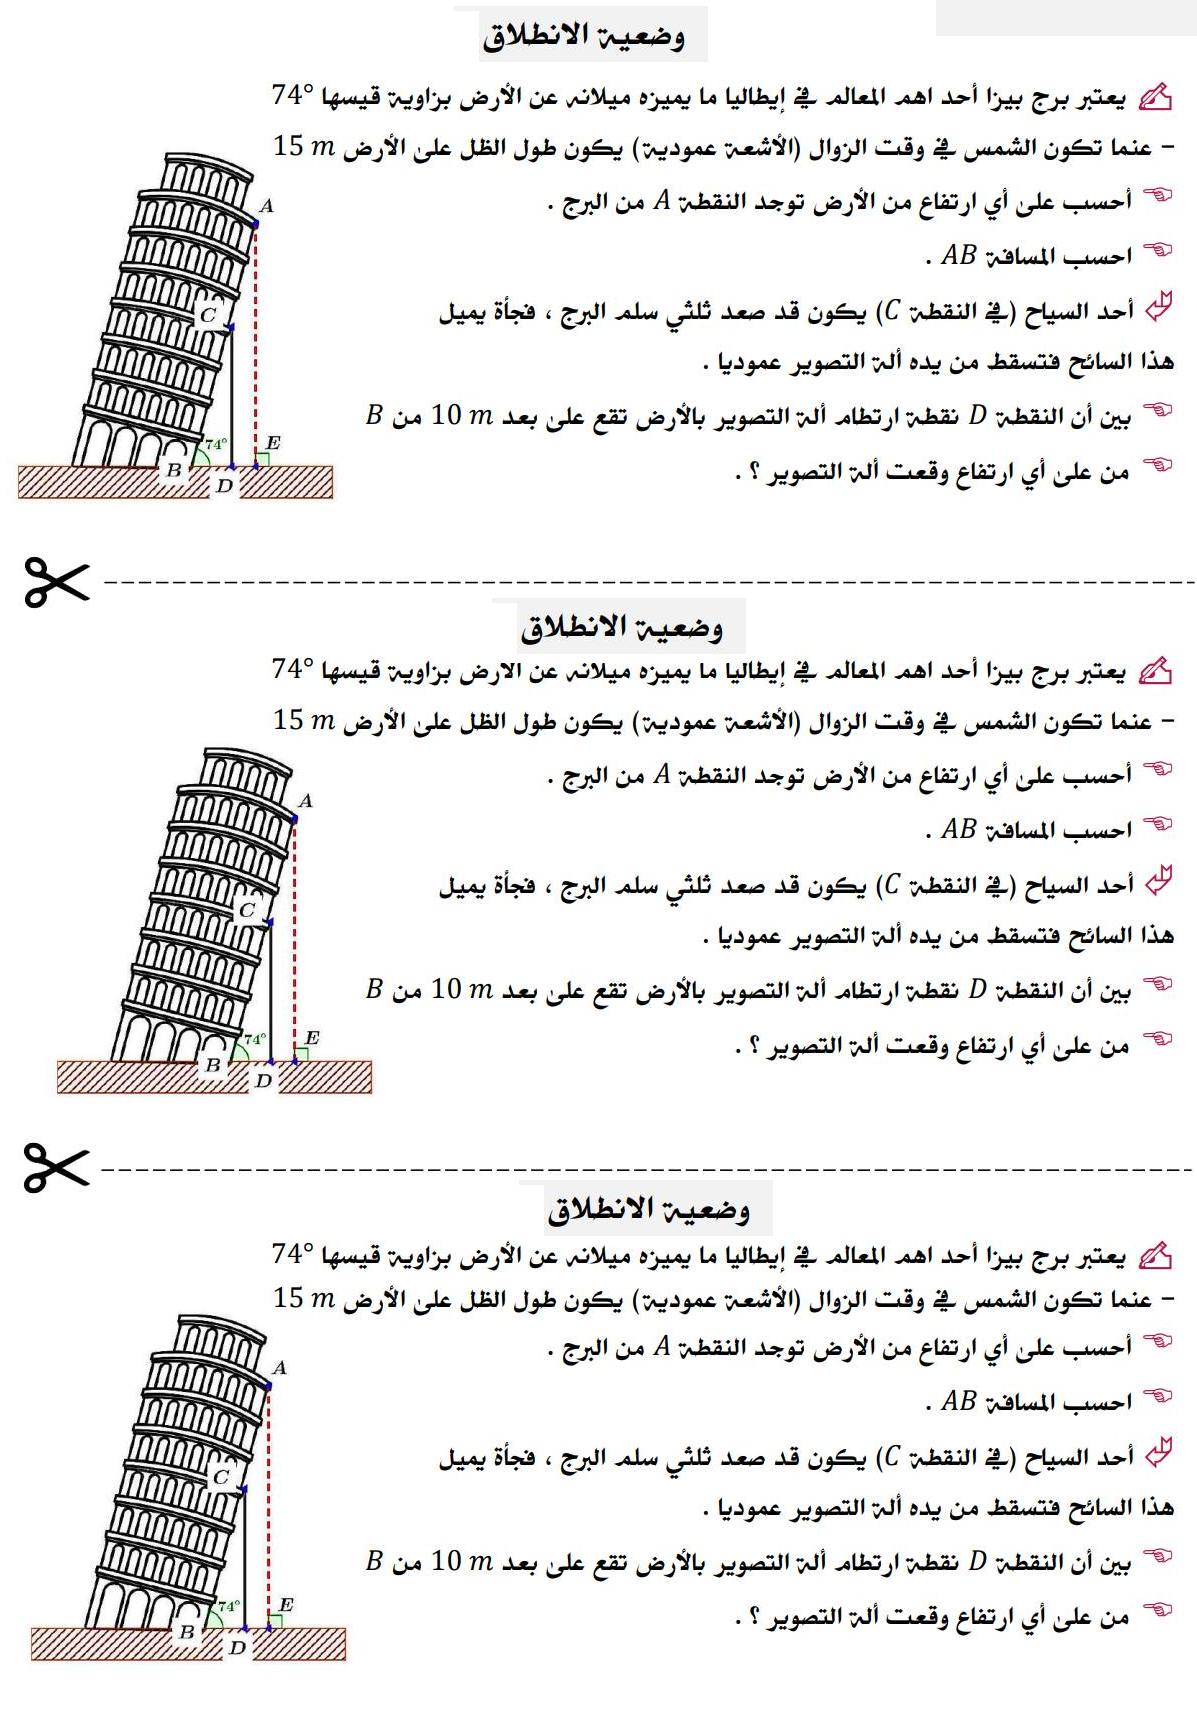 وضعية الانطلاق
يعتبر برج بيزا أحد اهم المعالم في إيطاليا ما يميزه ميلانه عن الأرض بزاوية قيسها 74°
– عندما تكون الشمس في وقت الزوال (الأشعة عمودية) يكون طول الظل على الأرض 15 m
أحسب على أي ارتفاع من الأرض توجد النقطة A من البرج .
احسب المسافة AB .
أحد السياح (في النقطة C) يكون قد صعد ثلثي سلم البرج ، فجأة يميل
هذا السائح فتسقط من يده ألة التصوير عموديا .
بين أن النقطة D نقطة ارتطام ألة التصوير بالأرض تقع على بعد 10 m من B
من على أي ارتفاع وقعت ألة التصوير ؟ .
A
C
74°
E
B
D
وضعية الانطلاق
يعتبر برج بيزا أحد اهم المعالم في إيطاليا ما يميزه ميلانه عن الارض بزاوية قيسها 74°
– عندما تكون الشمس في وقت الزوال (الأشعة عمودية) يكون طول الظل على الأرض 15 m
أحسب على أي ارتفاع من الأرض توجد النقطة A من البرج .
احسب المسافة AB .
أحد السياح (في النقطة C) يكون قد صعد ثلثي سلم البرج ، فجأة يميل
هذا السائح فتسقط من يده ألة التصوير عموديا .
بين أن النقطة D نقطة ارتطام ألة التصوير بالأرض تقع على بعد 10 m من B
من على أي ارتفاع وقعت ألة التصوير ؟ .
A
C
74°
E
B
D
وضعية الانطلاق
يعتبر برج بيزا أحد اهم المعالم في إيطاليا ما يميزه ميلانه عن الأرض بزاوية قيسها 74°
– عندما تكون الشمس في وقت الزوال (الأشعة عمودية) يكون طول الظل على الأرض 15 m
أحسب على أي ارتفاع من الأرض توجد النقطة A من البرج .
احسب المسافة AB .
أحد السياح (في النقطة C) يكون قد صعد ثلثي سلم البرج ، فجأة يميل
هذا السائح فتسقط من يده ألة التصوير عموديا .
بين أن النقطة D نقطة ارتطام ألة التصوير بالأرض تقع على بعد 10 m من B
من على أي ارتفاع وقعت ألة التصوير ؟ .
A
C
74°
E
B
D